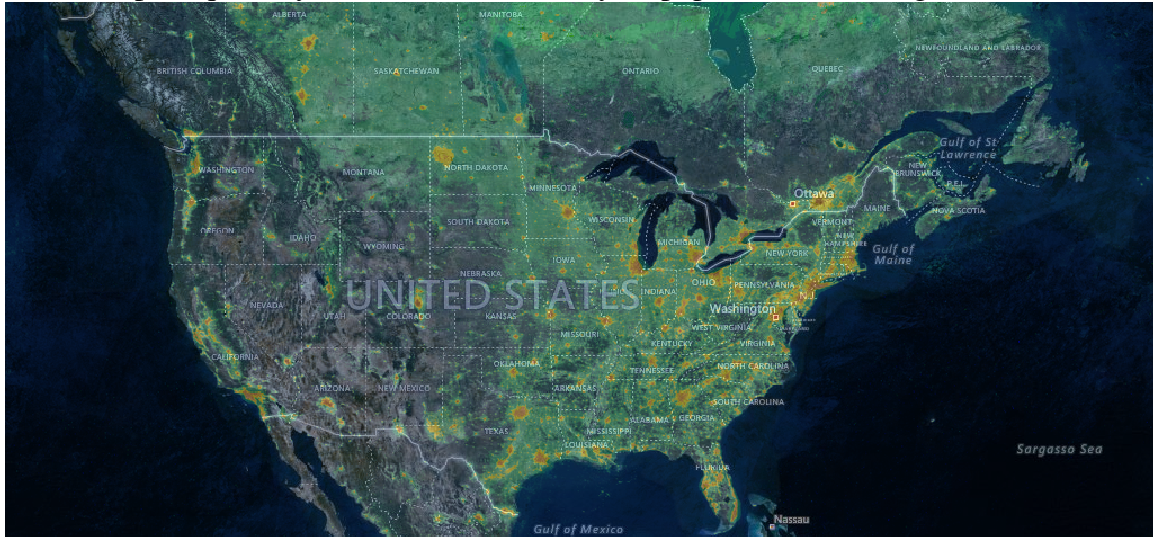 ALBERTA
MANITOBA
NEWFOUNDLAND AND LABRADOR
BRITISH COLUMBIA
SASKATCHEWAN
ONTARIO
QUEBEC
Gulf of St
Lawrence
WASHINGTON
MONTANA
NORTH DAKOTA
NEW
BRUNSWICK
P.E.I.
MINNESOTA
Ottawa
MAINE
NOVA SCOTIA
OREGON
IDAHO
SOUTH DAKOTA
WISCONSIN
VERMONT
WYOMING
MICHIGAN
NEW
HAMPSHIRE
NEW YORK
Gulf of
Maine
IOWA
NEBRASKA
OHIO
PENNSYLVANIA
UNITED STATES
INDIANA
N.J.
NEVADA
UTAH
COLORADO
KANSAS
Washington
MISSOURI
WEST VIRGINIA
KENTUCKY
VIRGINIA
CALIFORNIA
OKLAHOMA
TENNESSEE
NORTH CAROLINA
ARIZONA
NEW MEXICO
ARKANSAS
SOUTH CAROLINA
TEXAS
MISSISSIPPI
ALABAMA
GEORGIA
LOUISIANA
Sargasso Sea
FLORIDA
Gulf of Mexico
Nassau